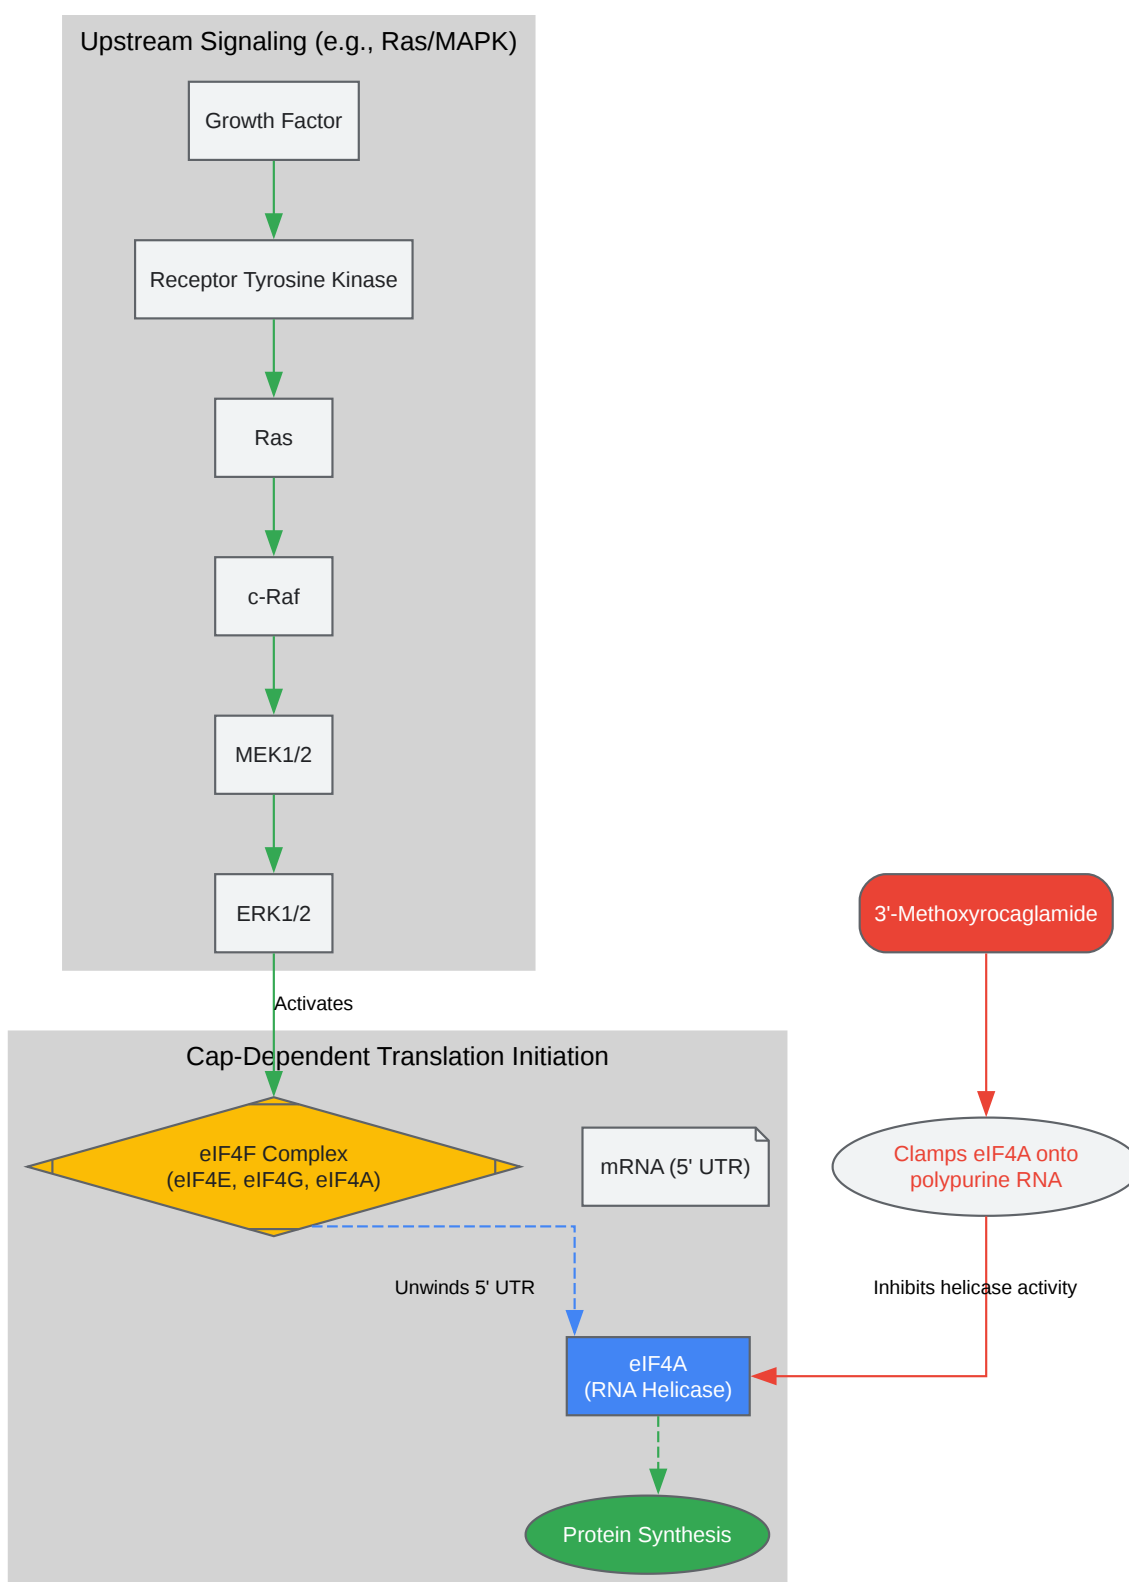 Upstream Signaling (e.g., Ras/MAPK)
Growth Factor
Receptor Tyrosine Kinase
Ras
c-Raf
MEK1/2
ERK1/2
3'-Methoxyrocaglamide
Activates
Cap-Dependent Translation Initiation
eIF4F Complex
(eIF4E, eIF4G, eIF4A)
mRNA (5' UTR)
Clamps eIF4A onto
polypurine RNA
Unwinds 5' UTR
Inhibits helicase activity
eIF4A
(RNA Helicase)
Protein Synthesis